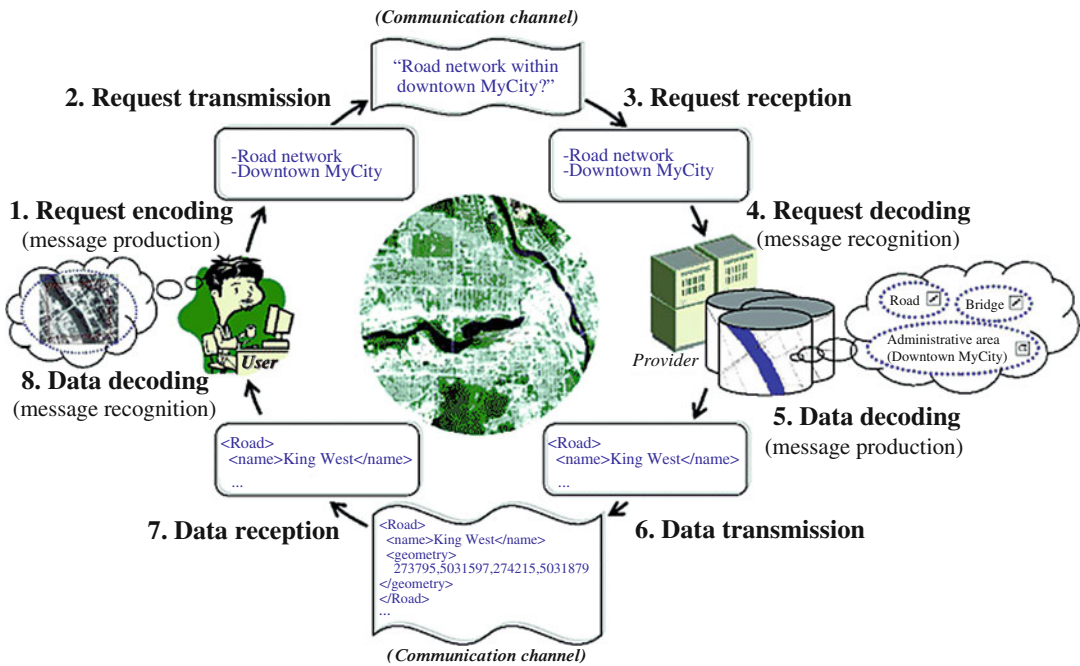 (Communication channel)
“Road network within
downtown MyCity?”
2. Request transmission
3. Request reception
-Road network
-Downtown MyCity
-Road network
-Downtown MyCity
1. Request encoding
(message production)
4. Request decoding
(message recognition)
Road
Bridge
Administrative area
(Downtown MyCity)
User
Provider
8. Data decoding
(message recognition)
5. Data decoding
(message production)
<Road>
<name>King West</name>
...
<Road>
<name>King West</name>
...
7. Data reception
6. Data transmission
<Road>
<name>King West</name>
<geometry>
273795,5031597,274215,5031879
</geometry>
</Road>
...
(Communication channel)